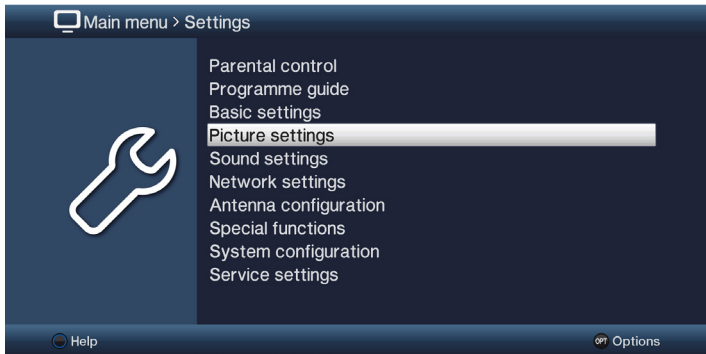 Main menu > Settings
Parental control
Programme guide
Basic settings
Picture settings
Sound settings
Network settings
Antenna configuration
Special functions
System configuration
Service settings
Help
OPT Options